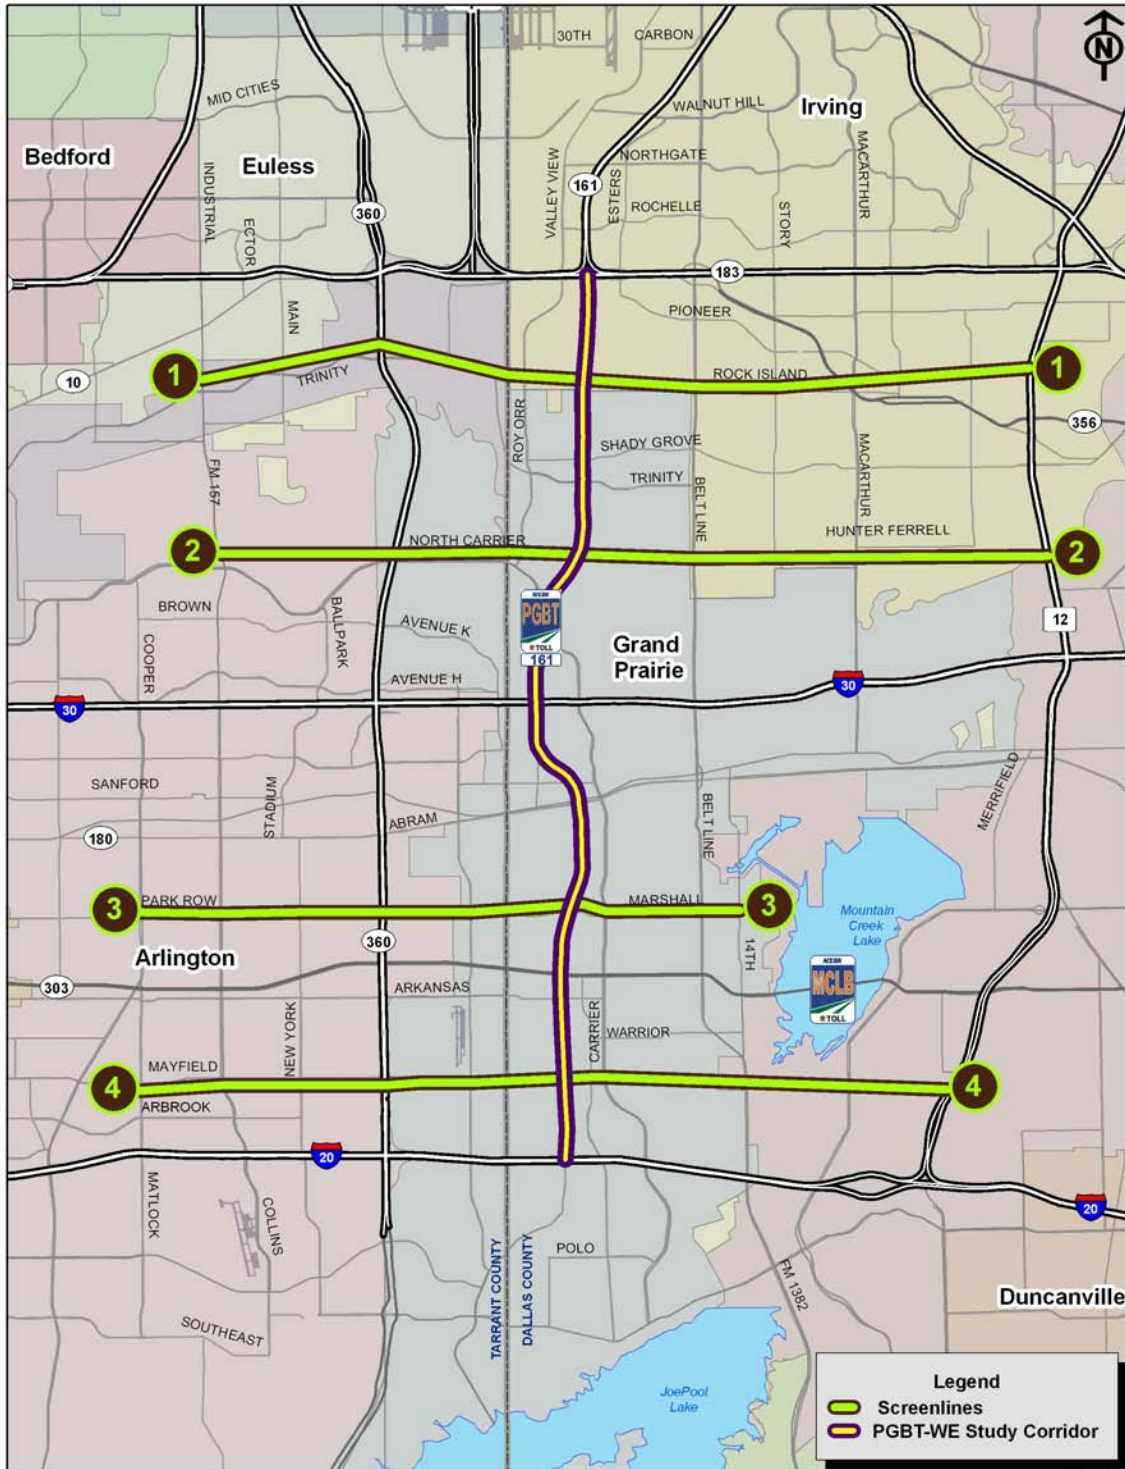 30TH
CARBON
N
MID CITIES
WALNUT HILL
Irving
Bedford
Euless
INDUSTRIAL
ECTOR
360
VALLEY VIEW
161
ESTERS
NORTHGATE
ROCHELLE
STORY
MACARTHUR
183
MAIN
PIONEER
10
1
TRINITY
ROCK ISLAND
1
356
ROY ORR
SHADY GROVE
TRINITY
BELT LINE
MACARTHUR
FM 157
2
NORTH CARRIER
HUNTER FERRELL
2
BROWN
COOPER
BALLPARK
AVENUE K
PGBT
TOLL
161
Grand
Prairie
12
AVENUE H
30
30
SANFORD
STADIUM
180
ABRAM
BELT LINE
MERRIFIELD
3
PARK ROW
MARSHALL
3
Mountain
Creek
Lake
Arlington
360
14TH
303
ARKANSAS
MCLB
TOLL
NEW YORK
CARRIER
WARRIOR
MAYFIELD
4
4
ARBROOK
20
MATLOCK
COLLINS
20
POLO
TARRANT COUNTY
DALLAS COUNTY
FM 1382
Duncanville
SOUTHEAST
JoePool
Lake
Legend
Screenlines
PGBT-WE Study Corridor